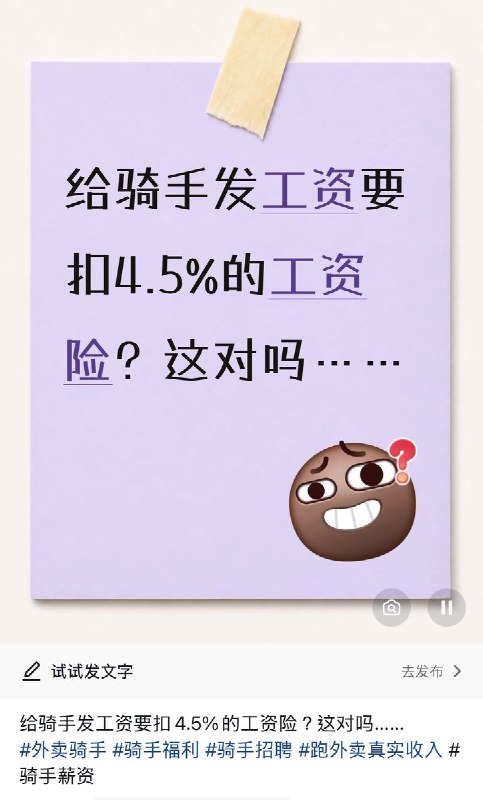 给骑手发工资要
扣4.5%的工资
险？这对吗……
试试发文字
去发布
给骑手发工资要扣 4.5% 的工资险？这对吗......
#外卖骑手 #骑手福利 #骑手招聘 #跑外卖真实收入 #
骑手薪资